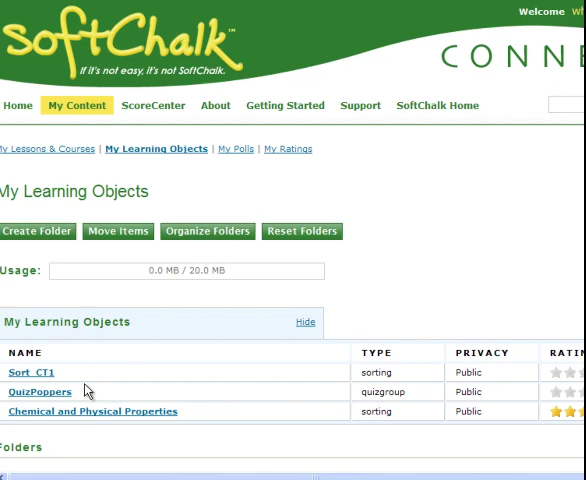 Welcome
softChalk™
If it's not easy, it's not SoftChalk.
CONNE
Home My Content ScoreCenter About Getting Started Support SoftChalk Home
My Lessons & Courses | My Learning Objects | My Polls | My Ratings
My Learning Objects
Create Folder Move Items Organize Folders Reset Folders
Usage: 0.0 MB / 20.0 MB
My Learning Objects Hide
NAME TYPE PRIVACY RATIN
Sort_CT1 sorting Public
QuizPoppers quizgroup Public
Chemical and Physical Properties sorting Public
Folders